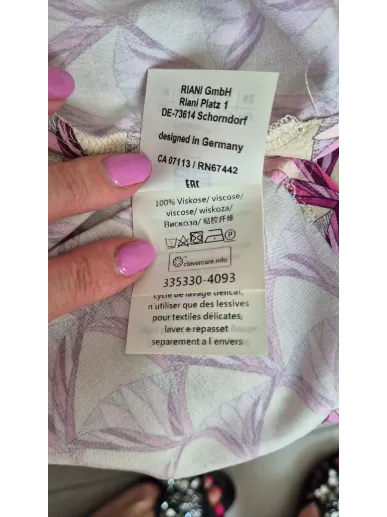 RIANI GmbH
Riani Platz 1
DE-73614 Schorndorf
designed in Germany
CA 07113 / RN67442
EAC
100% Viskose/ viscose/
viscose/ wiskoza/
Вискоза/ 粘胶纤维
clevercare.info
335330-4093
cycle de lavage délicat,
n utiliser que des lessives
pour textiles délicates,
laver e repasset
separement a l envers